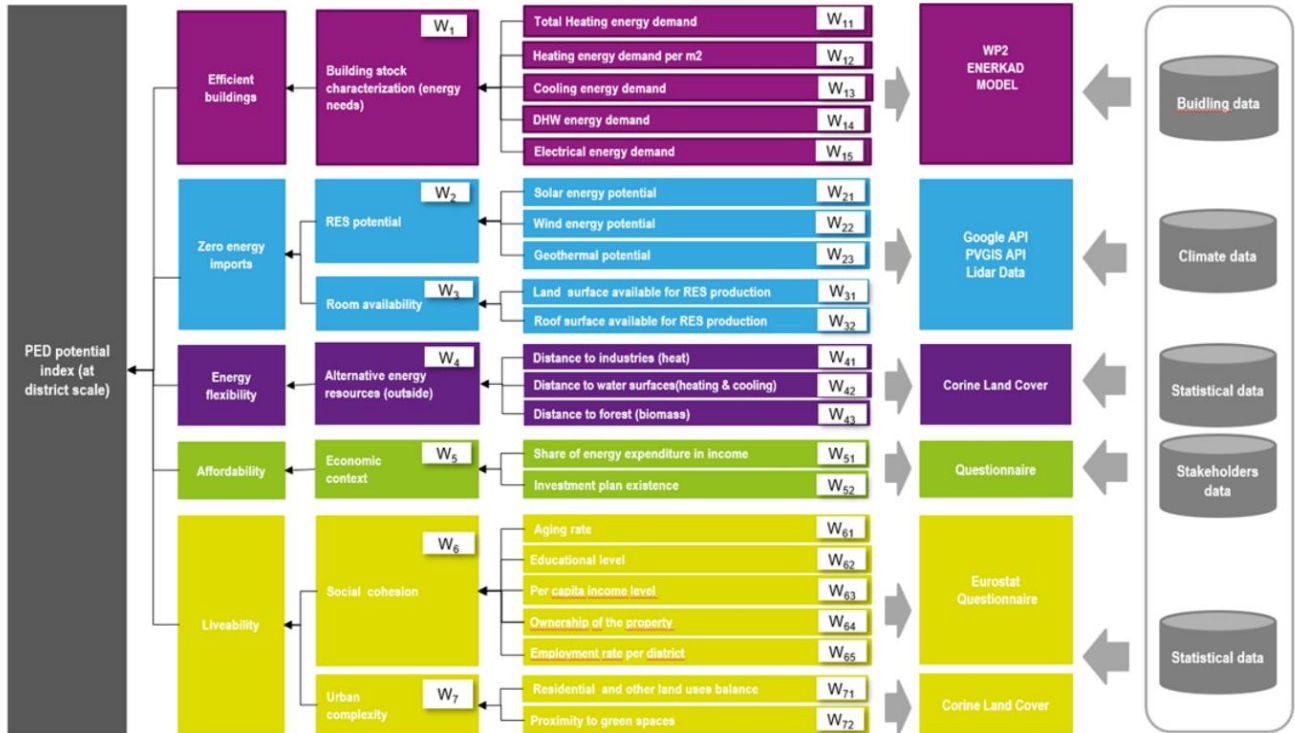 PED potential
index (at
district scale)
Efficient
buildings
Building stock
characterization (energy
needs)
W1
Total Heating energy demand
W11
Heating energy demand per m2
W12
Cooling energy demand
W13
DHW energy demand
W14
Electrical energy demand
W15
WP2
ENERKAD
MODEL
Buidling data
Zero energy
imports
RES potential
W2
Solar energy potential
W21
Wind energy potential
W22
Geothermal potential
W23
Room availability
W3
Land surface available for RES production
W31
Roof surface available for RES production
W32
Google API
PVGIS API
Lidar Data
Climate data
Energy
flexibility
Alternative energy
resources (outside)
W4
Distance to industries (heat)
W41
Distance to water surfaces(heating & cooling)
W42
Distance to forest (biomass)
W43
Corine Land Cover
Statistical data
Affordability
Economic
context
W5
Share of energy expenditure in income
W51
Investment plan existence
W52
Questionnaire
Stakeholders
data
Liveability
Social cohesion
W6
Aging rate
W61
Educational level
W62
Per capita income level
W63
Ownership of the property
W64
Employment rate per district
W65
Eurostat
Questionnaire
Statistical data
Urban
complexity
W7
Residential and other land uses balance
W71
Proximity to green spaces
W72
Corine Land Cover